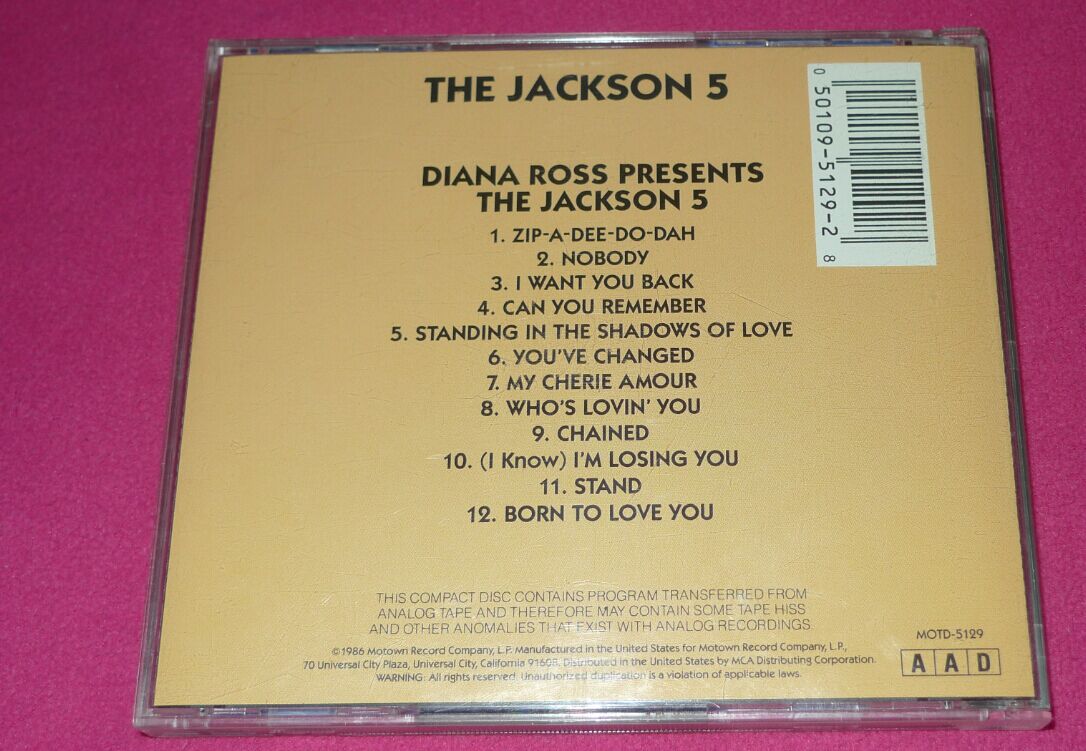 THE JACKSON 5
0 50109-5129-2 8
DIANA ROSS PRESENTS
THE JACKSON 5
1. ZIP-A-DEE-DO-DAH
2. NOBODY
3. I WANT YOU BACK
4. CAN YOU REMEMBER
5. STANDING IN THE SHADOWS OF LOVE
6. YOU'VE CHANGED
7. MY CHERIE AMOUR
8. WHO'S LOVIN' YOU
9. CHAINED
10. (I Know) I'M LOSING YOU
11. STAND
12. BORN TO LOVE YOU
THIS COMPACT DISC CONTAINS PROGRAM TRANSFERRED FROM
ANALOG TAPE AND THEREFORE MAY CONTAIN SOME TAPE HISS
AND OTHER ANOMALIES THAT EXIST WITH ANALOG RECORDINGS.
MOTD-5129
©1986 Motown Record Company, L.P. Manufactured in the United States for Motown Record Company, L.P.,
70 Universal City Plaza, Universal City, California 91608. Distributed in the United States by MCA Distributing Corporation.
WARNING: All rights reserved. Unauthorized duplication is a violation of applicable laws.
A A D